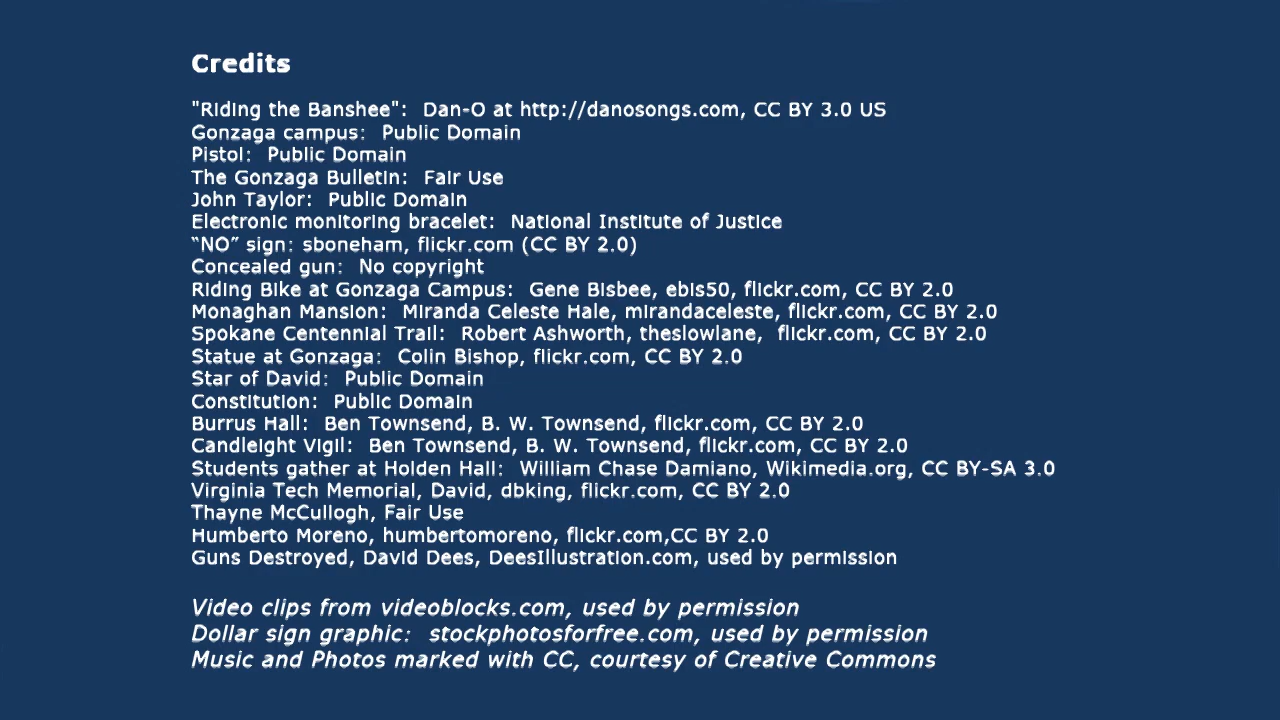 Credits
"Riding the Banshee": Dan-O at http://danosongs.com, CC BY 3.0 US
Gonzaga campus: Public Domain
Pistol: Public Domain
The Gonzaga Bulletin: Fair Use
John Taylor: Public Domain
Electronic monitoring bracelet: National Institute of Justice
“NO” sign: sboneham, flickr.com (CC BY 2.0)
Concealed gun: No copyright
Riding Bike at Gonzaga Campus: Gene Bisbee, ebis50, flickr.com, CC BY 2.0
Monaghan Mansion: Miranda Celeste Hale, mirandaceleste, flickr.com, CC BY 2.0
Spokane Centennial Trail: Robert Ashworth, theslowlane, flickr.com, CC BY 2.0
Statue at Gonzaga: Colin Bishop, flickr.com, CC BY 2.0
Star of David: Public Domain
Constitution: Public Domain
Burrus Hall: Ben Townsend, B. W. Townsend, flickr.com, CC BY 2.0
Candleight Vigil: Ben Townsend, B. W. Townsend, flickr.com, CC BY 2.0
Students gather at Holden Hall: William Chase Damiano, Wikimedia.org, CC BY-SA 3.0
Virginia Tech Memorial, David, dbking, flickr.com, CC BY 2.0
Thayne McCullogh, Fair Use
Humberto Moreno, humbertomoreno, flickr.com,CC BY 2.0
Guns Destroyed, David Dees, DeesIllustration.com, used by permission
Video clips from videoblocks.com, used by permission
Dollar sign graphic: stockphotosforfree.com, used by permission
Music and Photos marked with CC, courtesy of Creative Commons